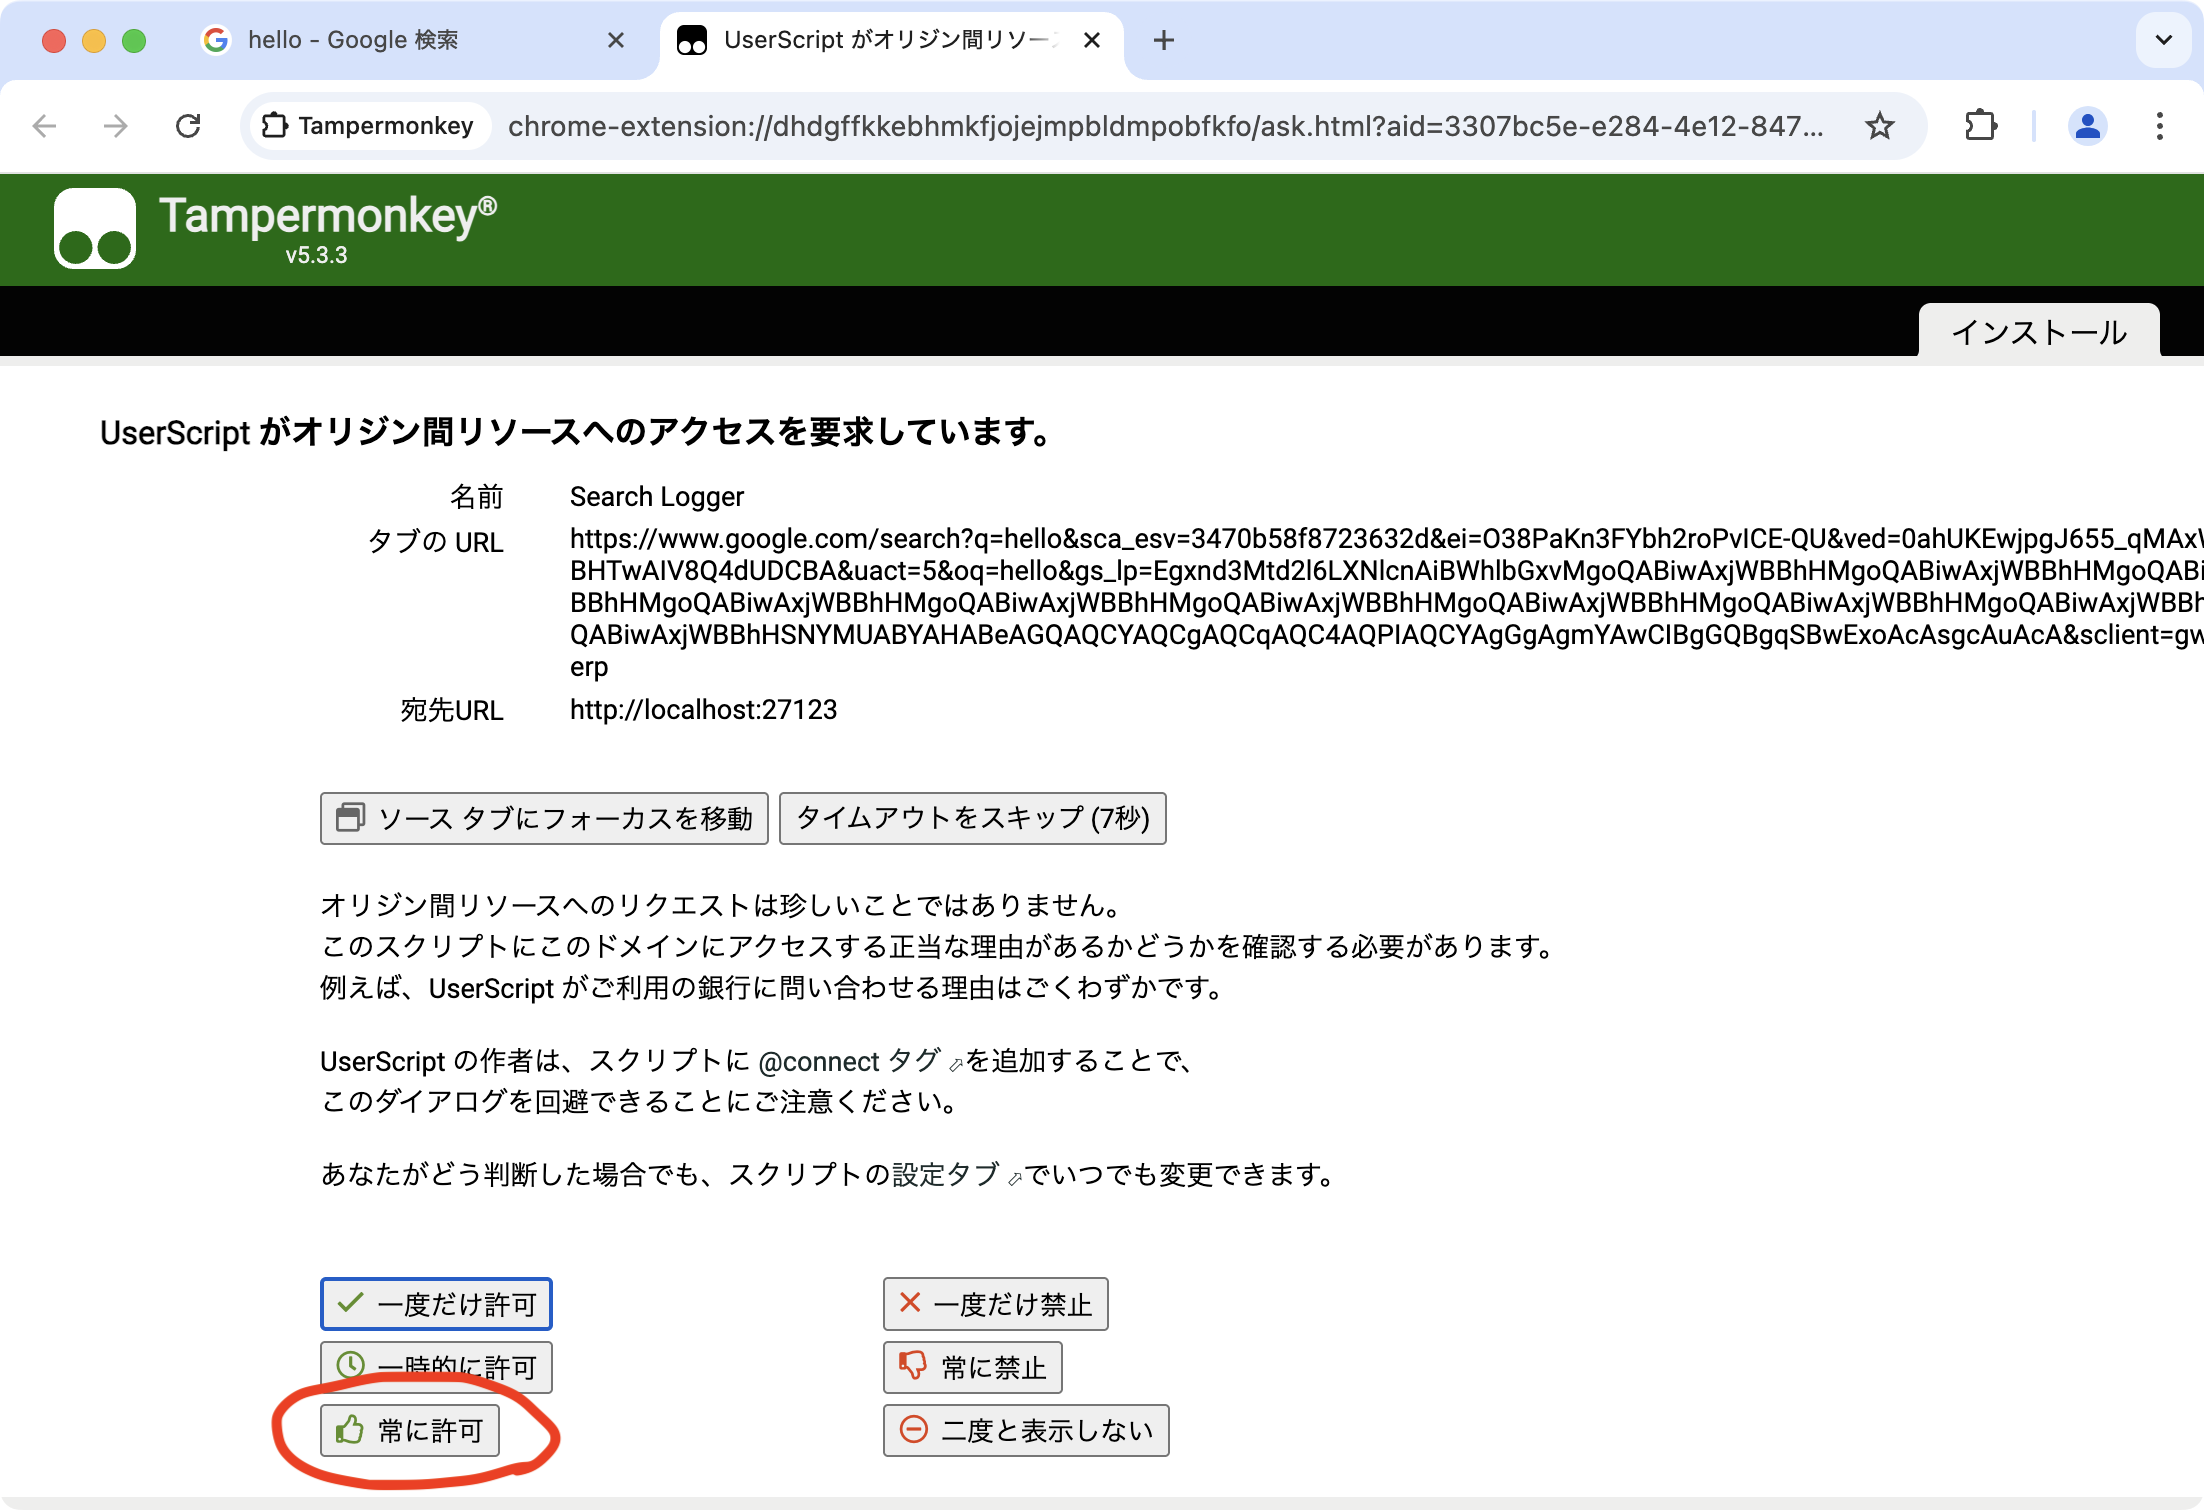 hello - Google 検索
UserScript がオリジン間リソー
Tampermonkey
chrome-extension://dhdgffkkebhmkfjojejmpbldmpobfkfo/ask.html?aid=3307bc5e-e284-4e12-847...
Tampermonkey®
v5.3.3
インストール
UserScript がオリジン間リソースへのアクセスを要求しています。
名前 Search Logger
タブの URL https://www.google.com/search?q=hello&sca_esv=3470b58f8723632d&ei=O38PaKn3FYbh2roPvICE-QU&ved=0ahUKEwjpgJ655_qMAxW
BHTwAIV8Q4dUDCBA&uact=5&oq=hello&gs_lp=Egxnd3Mtd2l6LXNlcnAiBWhlbGxvMgoQABiwAxjWBBhHMgoQABiwAxjWBBhHMgoQABi
BBhHMgoQABiwAxjWBBhHMgoQABiwAxjWBBhHMgoQABiwAxjWBBhHMgoQABiwAxjWBBhHMgoQABiwAxjWBBhHMgoQABiwAxjWBBh
QABiwAxjWBBhHSNYMUABYAHABeAGQAQCYAQCgAQCqAQC4AQPIAQCYAgGgAgmYAwCIBgGQBgqSBwExoAcAsgcAuAcA&sclient=gw
erp
宛先URL http://localhost:27123
ソース タブにフォーカスを移動 タイムアウトをスキップ (7秒)
オリジン間リソースへのリクエストは珍しいことではありません。
このスクリプトにこのドメインにアクセスする正当な理由があるかどうかを確認する必要があります。
例えば、UserScript がご利用の銀行に問い合わせる理由はごくわずかです。
UserScript の作者は、スクリプトに @connect タグ を追加することで、
このダイアログを回避できることにご注意ください。
あなたがどう判断した場合でも、スクリプトの設定タブ でいつでも変更できます。
一度だけ許可 一度だけ禁止
一時的に許可 常に禁止
常に許可 二度と表示しない